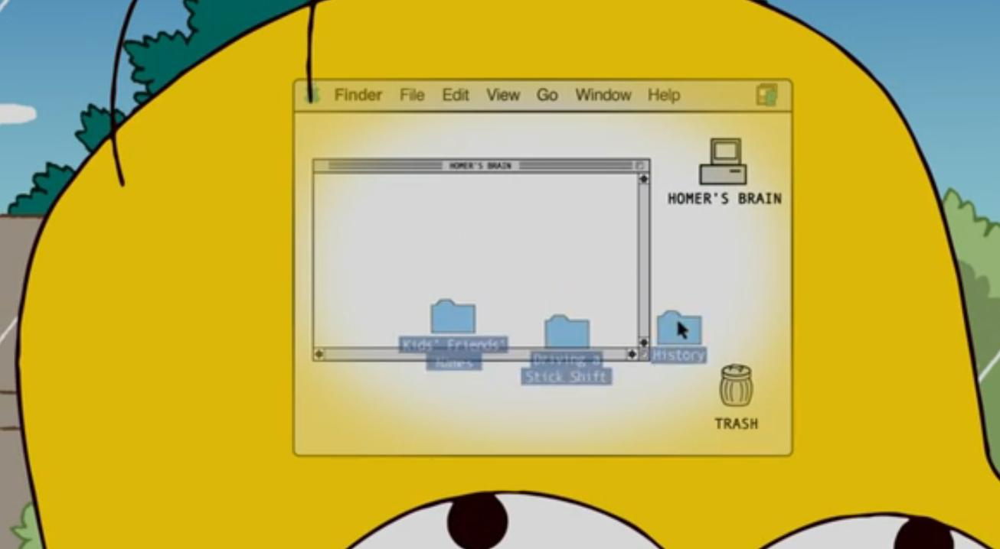 Finder File Edit View Go Window Help
HOMER'S BRAIN
HOMER'S BRAIN
Kids' Friends'
Names
Driving a
Stick Shift
History
TRASH